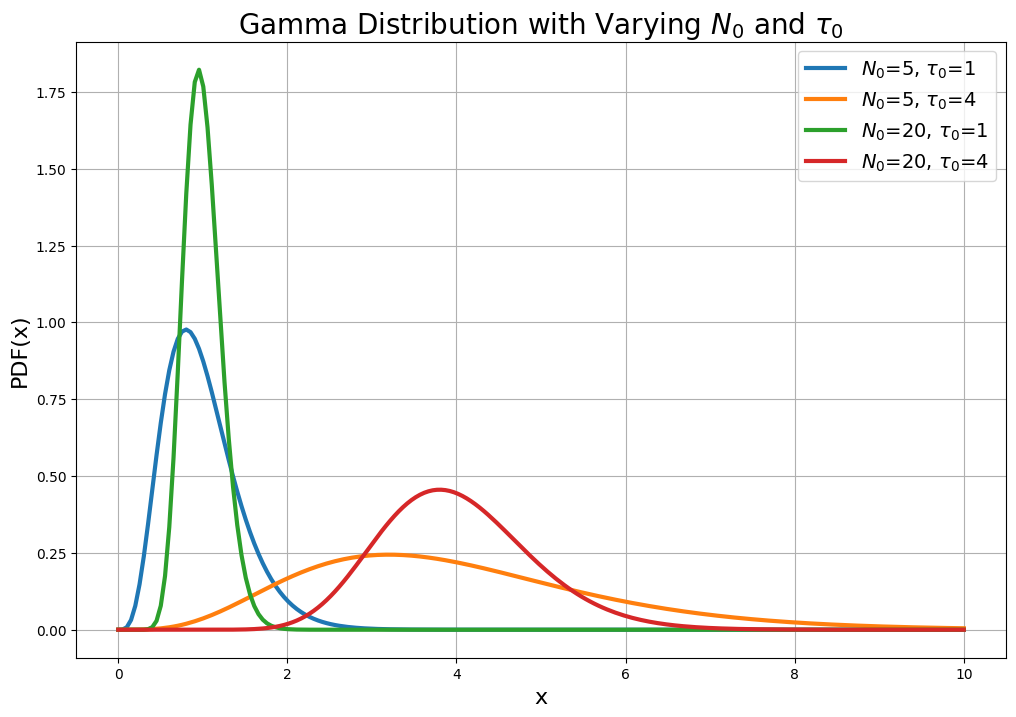 Gamma Distribution with Varying N₀ and τ₀
N₀=5, τ₀=1
N₀=5, τ₀=4
N₀=20, τ₀=1
N₀=20, τ₀=4
PDF(x)
1.75
1.50
1.25
1.00
0.75
0.50
0.25
0.00
0 2 4 6 8 10
x